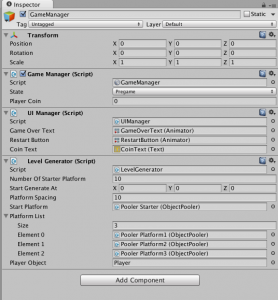 Inspector
GameManager Static
Tag Untagged Layer Default
Transform
Position X 0 Y 0 Z 0
Rotation X 0 Y 0 Z 0
Scale X 1 Y 1 Z 1
Game Manager (Script)
Script GameManager
State Pregame
Player Coin 0
UI Manager (Script)
Script UIManager
Game Over Text GameOverText (Animator)
Restart Button RestartButton (Animator)
Coin Text CoinText (Text)
Level Generator (Script)
Script LevelGenerator
Number Of Starter Platform 10
Start Generate At X 0 Y 0 Z 0
Platform Spacing 10
Start Platform Pooler Starter (ObjectPooler)
Platform List
Size 3
Element 0 Pooler Platform1 (ObjectPooler)
Element 1 Pooler Platform2 (ObjectPooler)
Element 2 Pooler Platform3 (ObjectPooler)
Player Object Player
Add Component